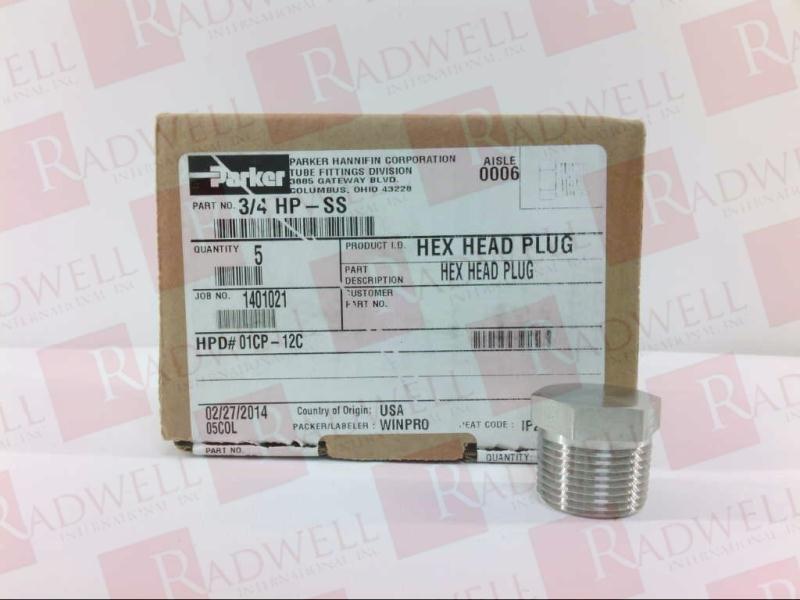 Parker
PARKER HANNIFIN CORPORATION
TUBE FITTINGS DIVISION
3885 GATEWAY BLVD.
COLUMBUS, OHIO 43228
AISLE
0006
PART NO. 3/4 HP-SS
QUANTITY 5
PRODUCT I.D. HEX HEAD PLUG
PART DESCRIPTION HEX HEAD PLUG
JOB NO. 1401021
CUSTOMER
PART NO.
HPD# 01CP-12C
02/27/2014
05COL
Country of Origin: USA
PACKER/LABELER: WINPRO
HEAT CODE:
PART NO.
QUANTITY:
RADWELL
INTERNATIONAL, INC